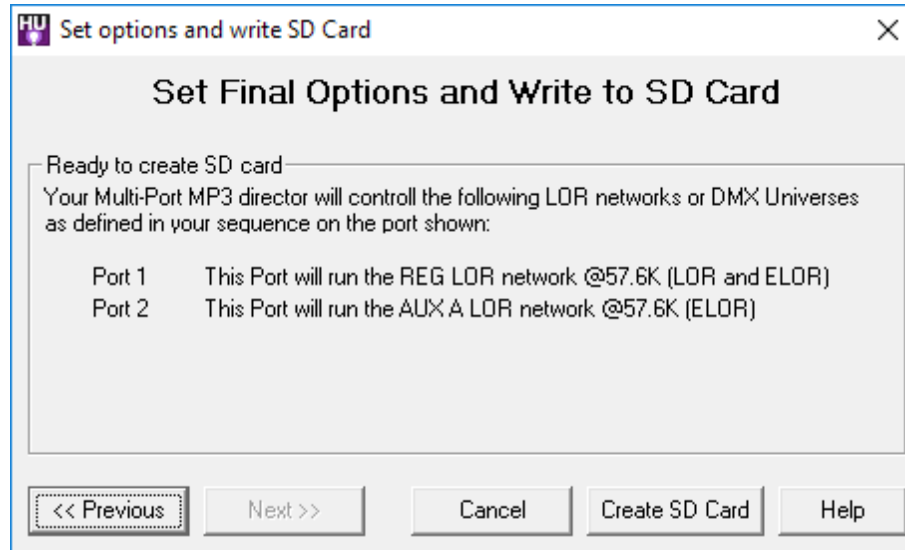 HU Set options and write SD Card
Set Final Options and Write to SD Card
Ready to create SD card
Your Multi-Port MP3 director will controll the following LOR networks or DMX Universes
as defined in your sequence on the port shown:
Port 1 This Port will run the REG LOR network @57.6K (LOR and ELOR)
Port 2 This Port will run the AUX A LOR network @57.6K (ELOR)
<< Previous Next >> Cancel Create SD Card Help